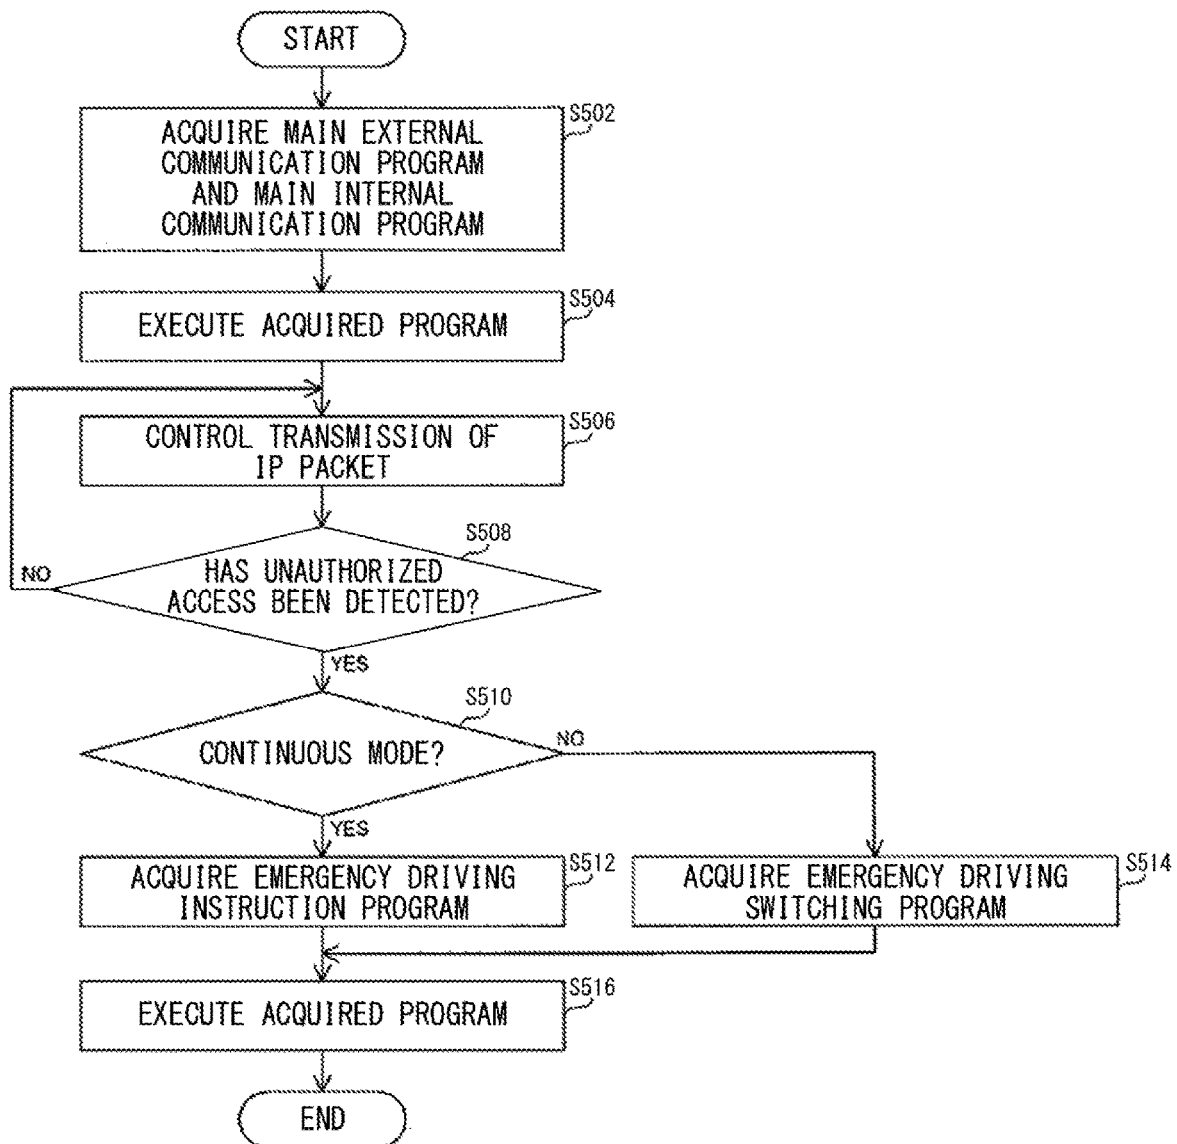 START
S502
ACQUIRE MAIN EXTERNAL
COMMUNICATION PROGRAM
AND MAIN INTERNAL
COMMUNICATION PROGRAM
S504
EXECUTE ACQUIRED PROGRAM
S506
CONTROL TRANSMISSION OF
IP PACKET
S508
HAS UNAUTHORIZED
ACCESS BEEN DETECTED?
NO
YES
S510
CONTINUOUS MODE?
NO
YES
S512
ACQUIRE EMERGENCY DRIVING
INSTRUCTION PROGRAM
S514
ACQUIRE EMERGENCY DRIVING
SWITCHING PROGRAM
S516
EXECUTE ACQUIRED PROGRAM
END